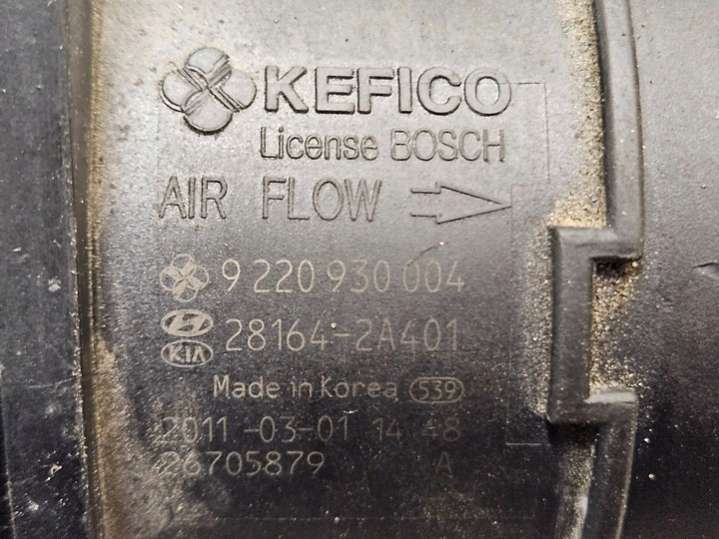 KEFICO
License BOSCH
AIR FLOW
9 220 930 004
28164-2A401
KIA
Made in Korea 539
2011-03-01 14 48
26705879 A